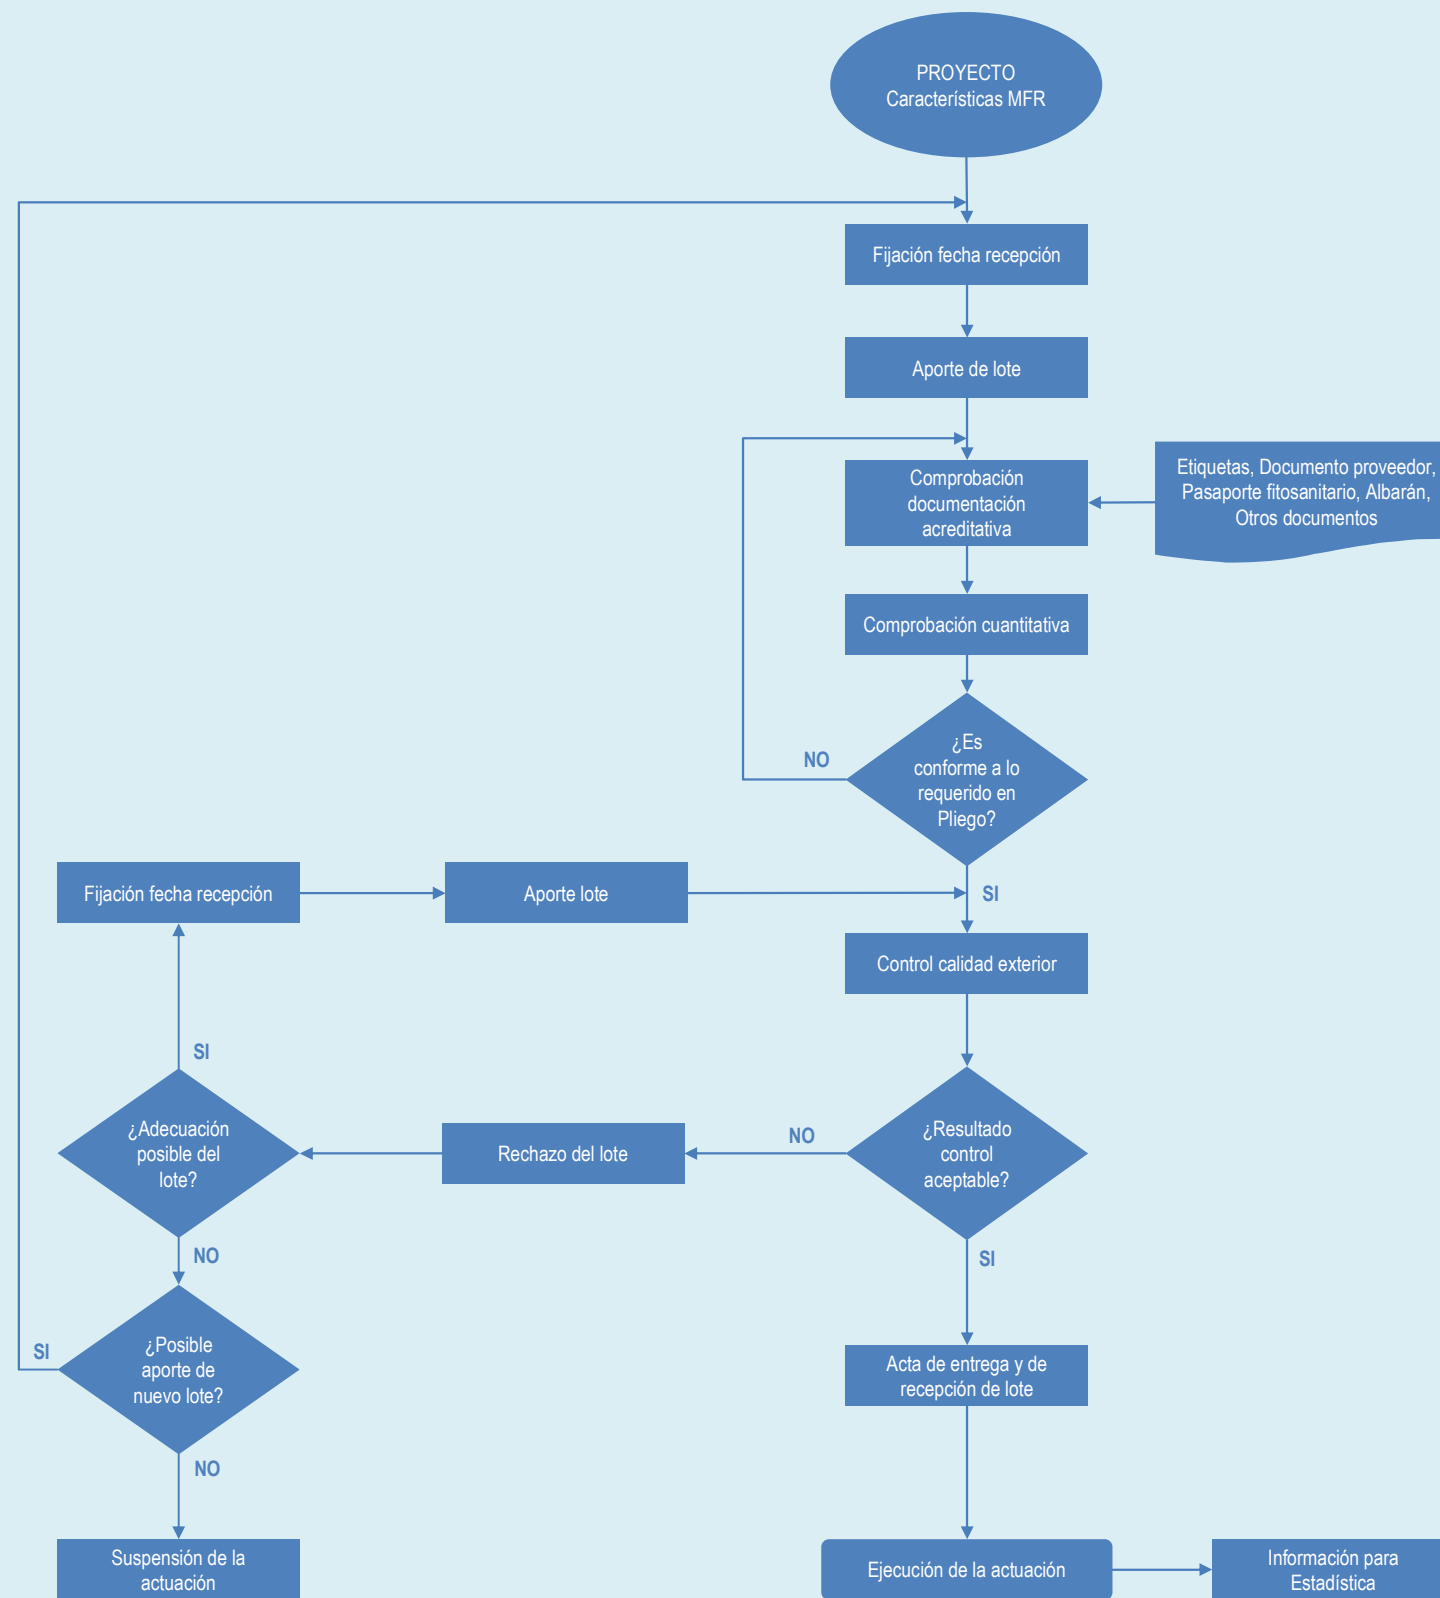 PROYECTO
Características MFR
Fijación fecha recepción
Aporte de lote
Comprobación
documentación
acreditativa
Etiquetas, Documento proveedor,
Pasaporte fitosanitario, Albarán,
Otros documentos
Comprobación cuantitativa
¿Es
conforme a lo
requerido en
Pliego?
NO
SI
Fijación fecha recepción
Aporte lote
Control calidad exterior
SI
¿Adecuación
posible del
lote?
Rechazo del lote
NO
¿Resultado
control
aceptable?
NO
SI
SI
¿Posible
aporte de
nuevo lote?
Acta de entrega y de
recepción de lote
NO
Suspensión de la
actuación
Ejecución de la actuación
Información para
Estadística